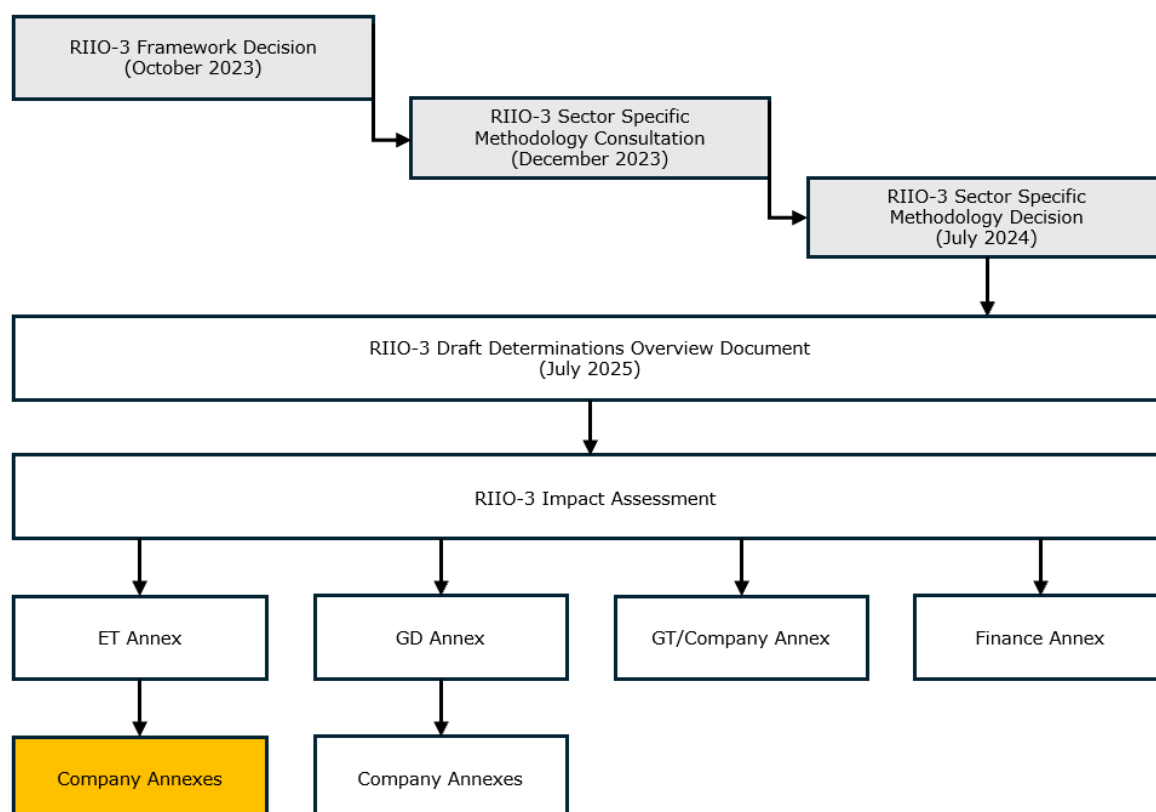 RIIO-3 Framework Decision
(October 2023)
RIIO-3 Sector Specific
Methodology Consultation
(December 2023)
RIIO-3 Sector Specific
Methodology Decision
(July 2024)
RIIO-3 Draft Determinations Overview Document
(July 2025)
RIIO-3 Impact Assessment
ET Annex
GD Annex
GT/Company Annex
Finance Annex
Company Annexes
Company Annexes